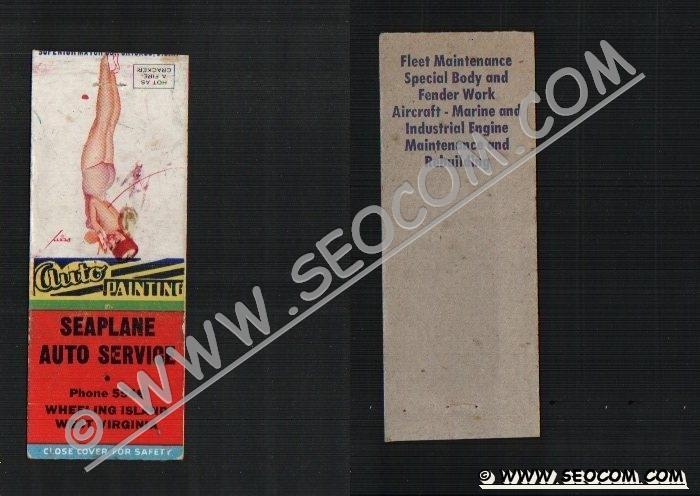 HOT AS
A FIRE-
CRACKER!
Auto
PAINTING
SEAPLANE
AUTO SERVICE
Phone
WHEELING ISLAND
WEST VIRGINIA
CLOSE COVER FOR SAFETY
Fleet Maintenance
Special Body and
Fender Work
Aircraft - Marine and
Industrial Engine
Maintenance and
Rebuilding
© WWW.SEOCOM.COM
© WWW.SEOCOM.COM